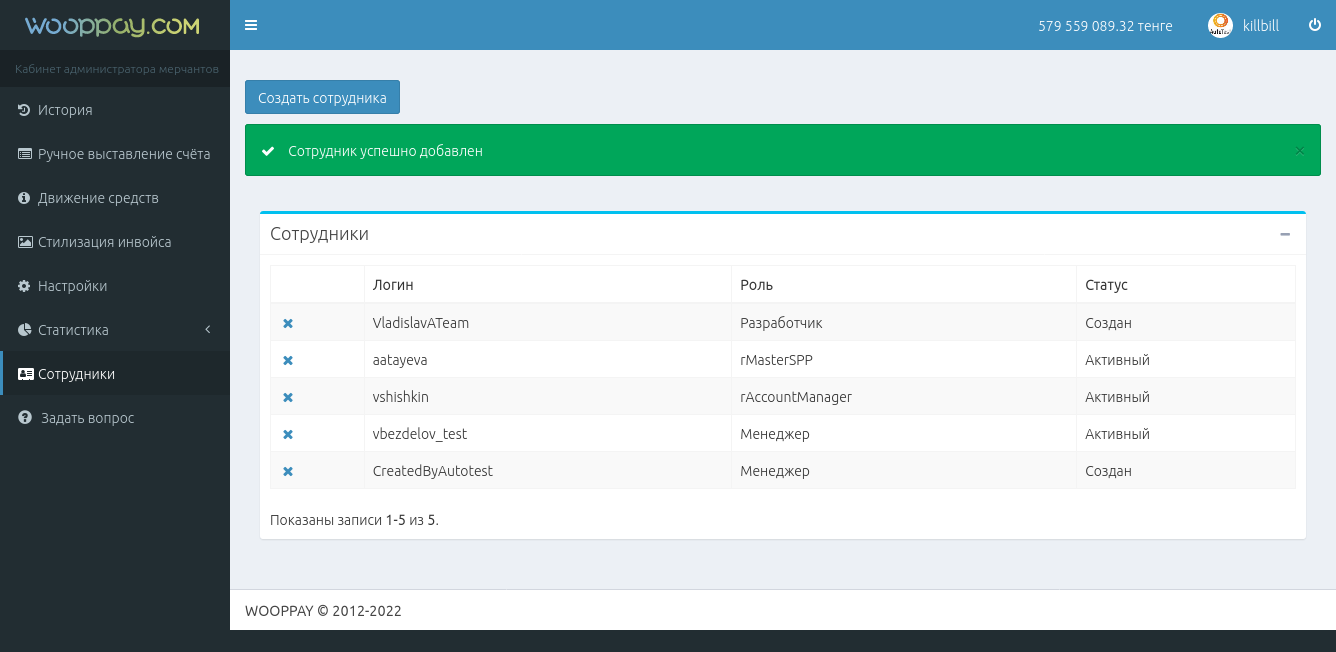 WOOPPAY.COM
579 559 089.32 тенге
killbill
Кабинет администратора мерчантов
История
Ручное выставление счёта
Движение средств
Стилизация инвойса
Настройки
Статистика
Сотрудники
Задать вопрос
Создать сотрудника
Сотрудник успешно добавлен ×
Сотрудники
Логин Роль Статус
VladislavATeam Разработчик Создан
aatayeva rMasterSPP Активный
vshishkin rAccountManager Активный
vbezdelov_test Менеджер Активный
CreatedByAutotest Менеджер Создан
Показаны записи 1-5 из 5.
WOOPPAY © 2012-2022